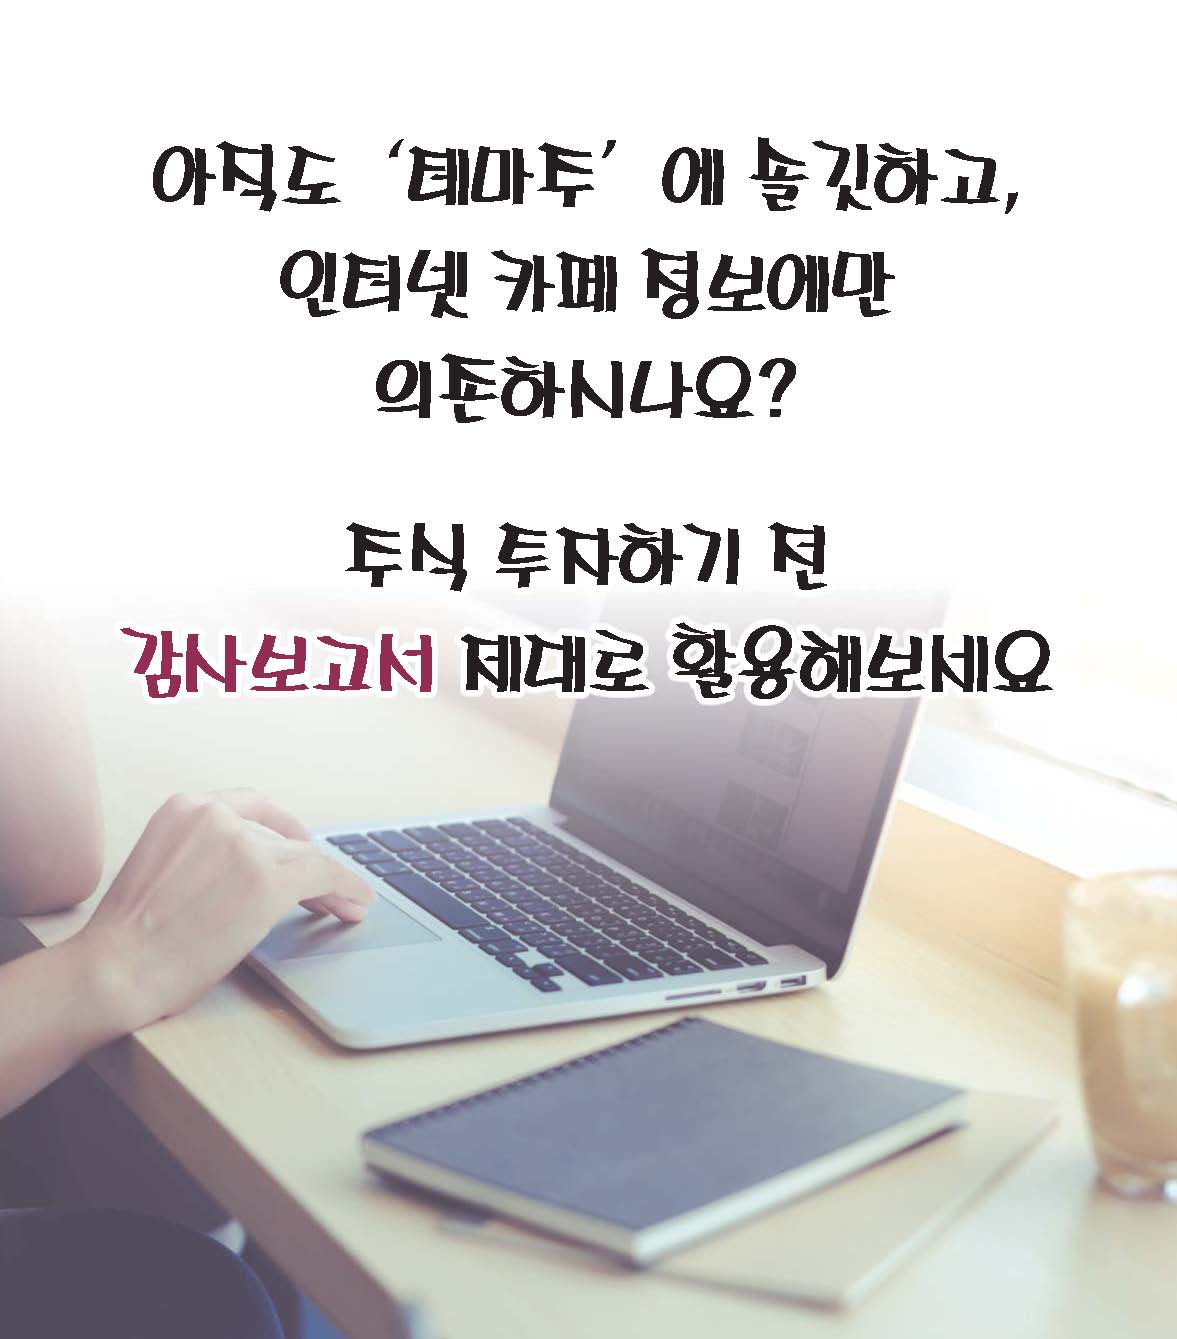 아직도 ‘테마주’에 솔깃하고,
인터넷 카페 정보에만
의존하시나요?
주식 투자하기 전
감사보고서 제대로 활용해보세요